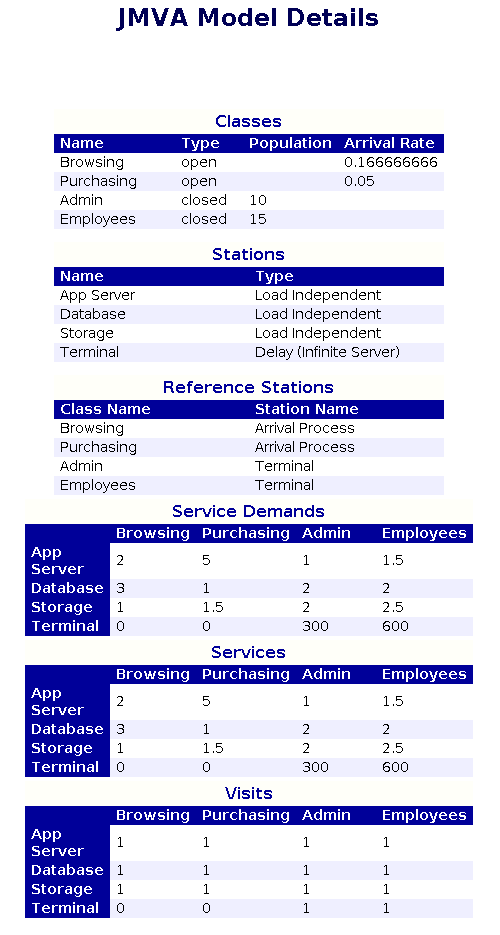 JMVA Model Details
Classes
Name Type Population Arrival Rate
Browsing open 0.166666666
Purchasing open 0.05
Admin closed 10
Employees closed 15
Stations
Name Type
App Server Load Independent
Database Load Independent
Storage Load Independent
Terminal Delay (Infinite Server)
Reference Stations
Class Name Station Name
Browsing Arrival Process
Purchasing Arrival Process
Admin Terminal
Employees Terminal
Service Demands
Browsing Purchasing Admin Employees
App
Server 2 5 1 1.5
Database 3 1 2 2
Storage 1 1.5 2 2.5
Terminal 0 0 300 600
Services
Browsing Purchasing Admin Employees
App
Server 2 5 1 1.5
Database 3 1 2 2
Storage 1 1.5 2 2.5
Terminal 0 0 300 600
Visits
Browsing Purchasing Admin Employees
App
Server 1 1 1 1
Database 1 1 1 1
Storage 1 1 1 1
Terminal 0 0 1 1